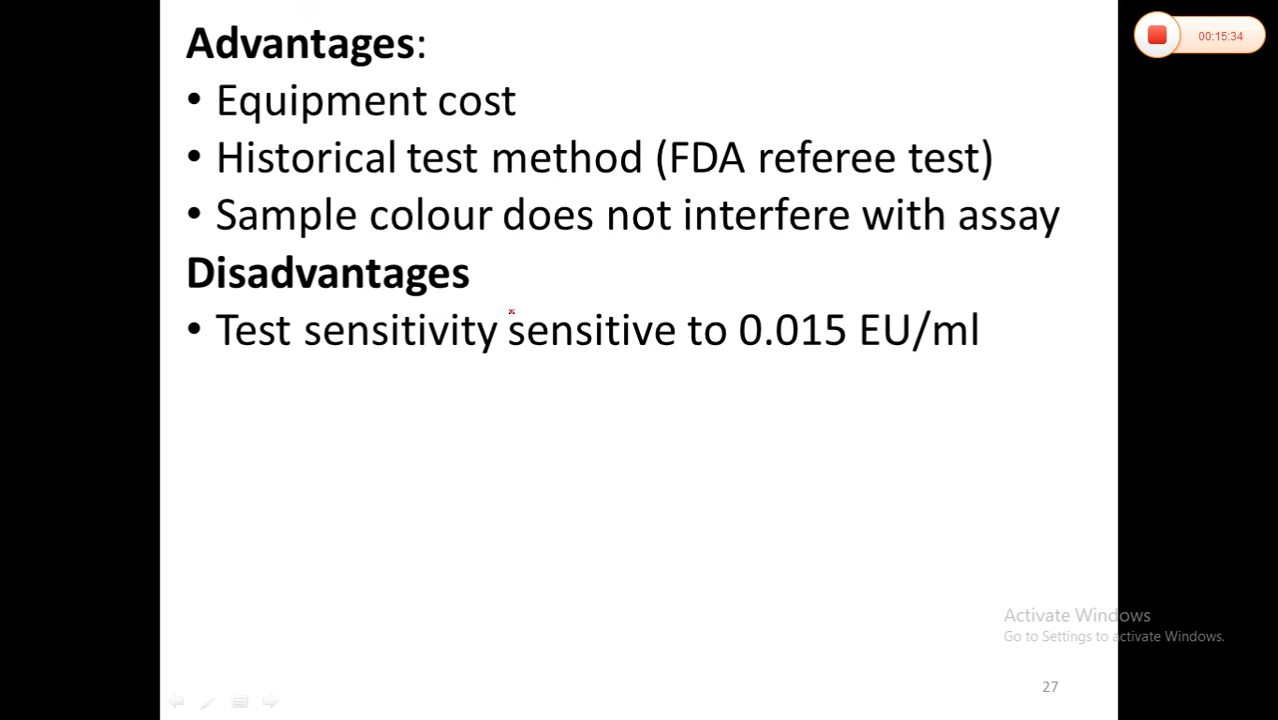 00:15:34
Advantages:
• Equipment cost
• Historical test method (FDA referee test)
• Sample colour does not interfere with assay
Disadvantages
• Test sensitivity sensitive to 0.015 EU/ml
Activate Windows
Go to Settings to activate Windows.
27